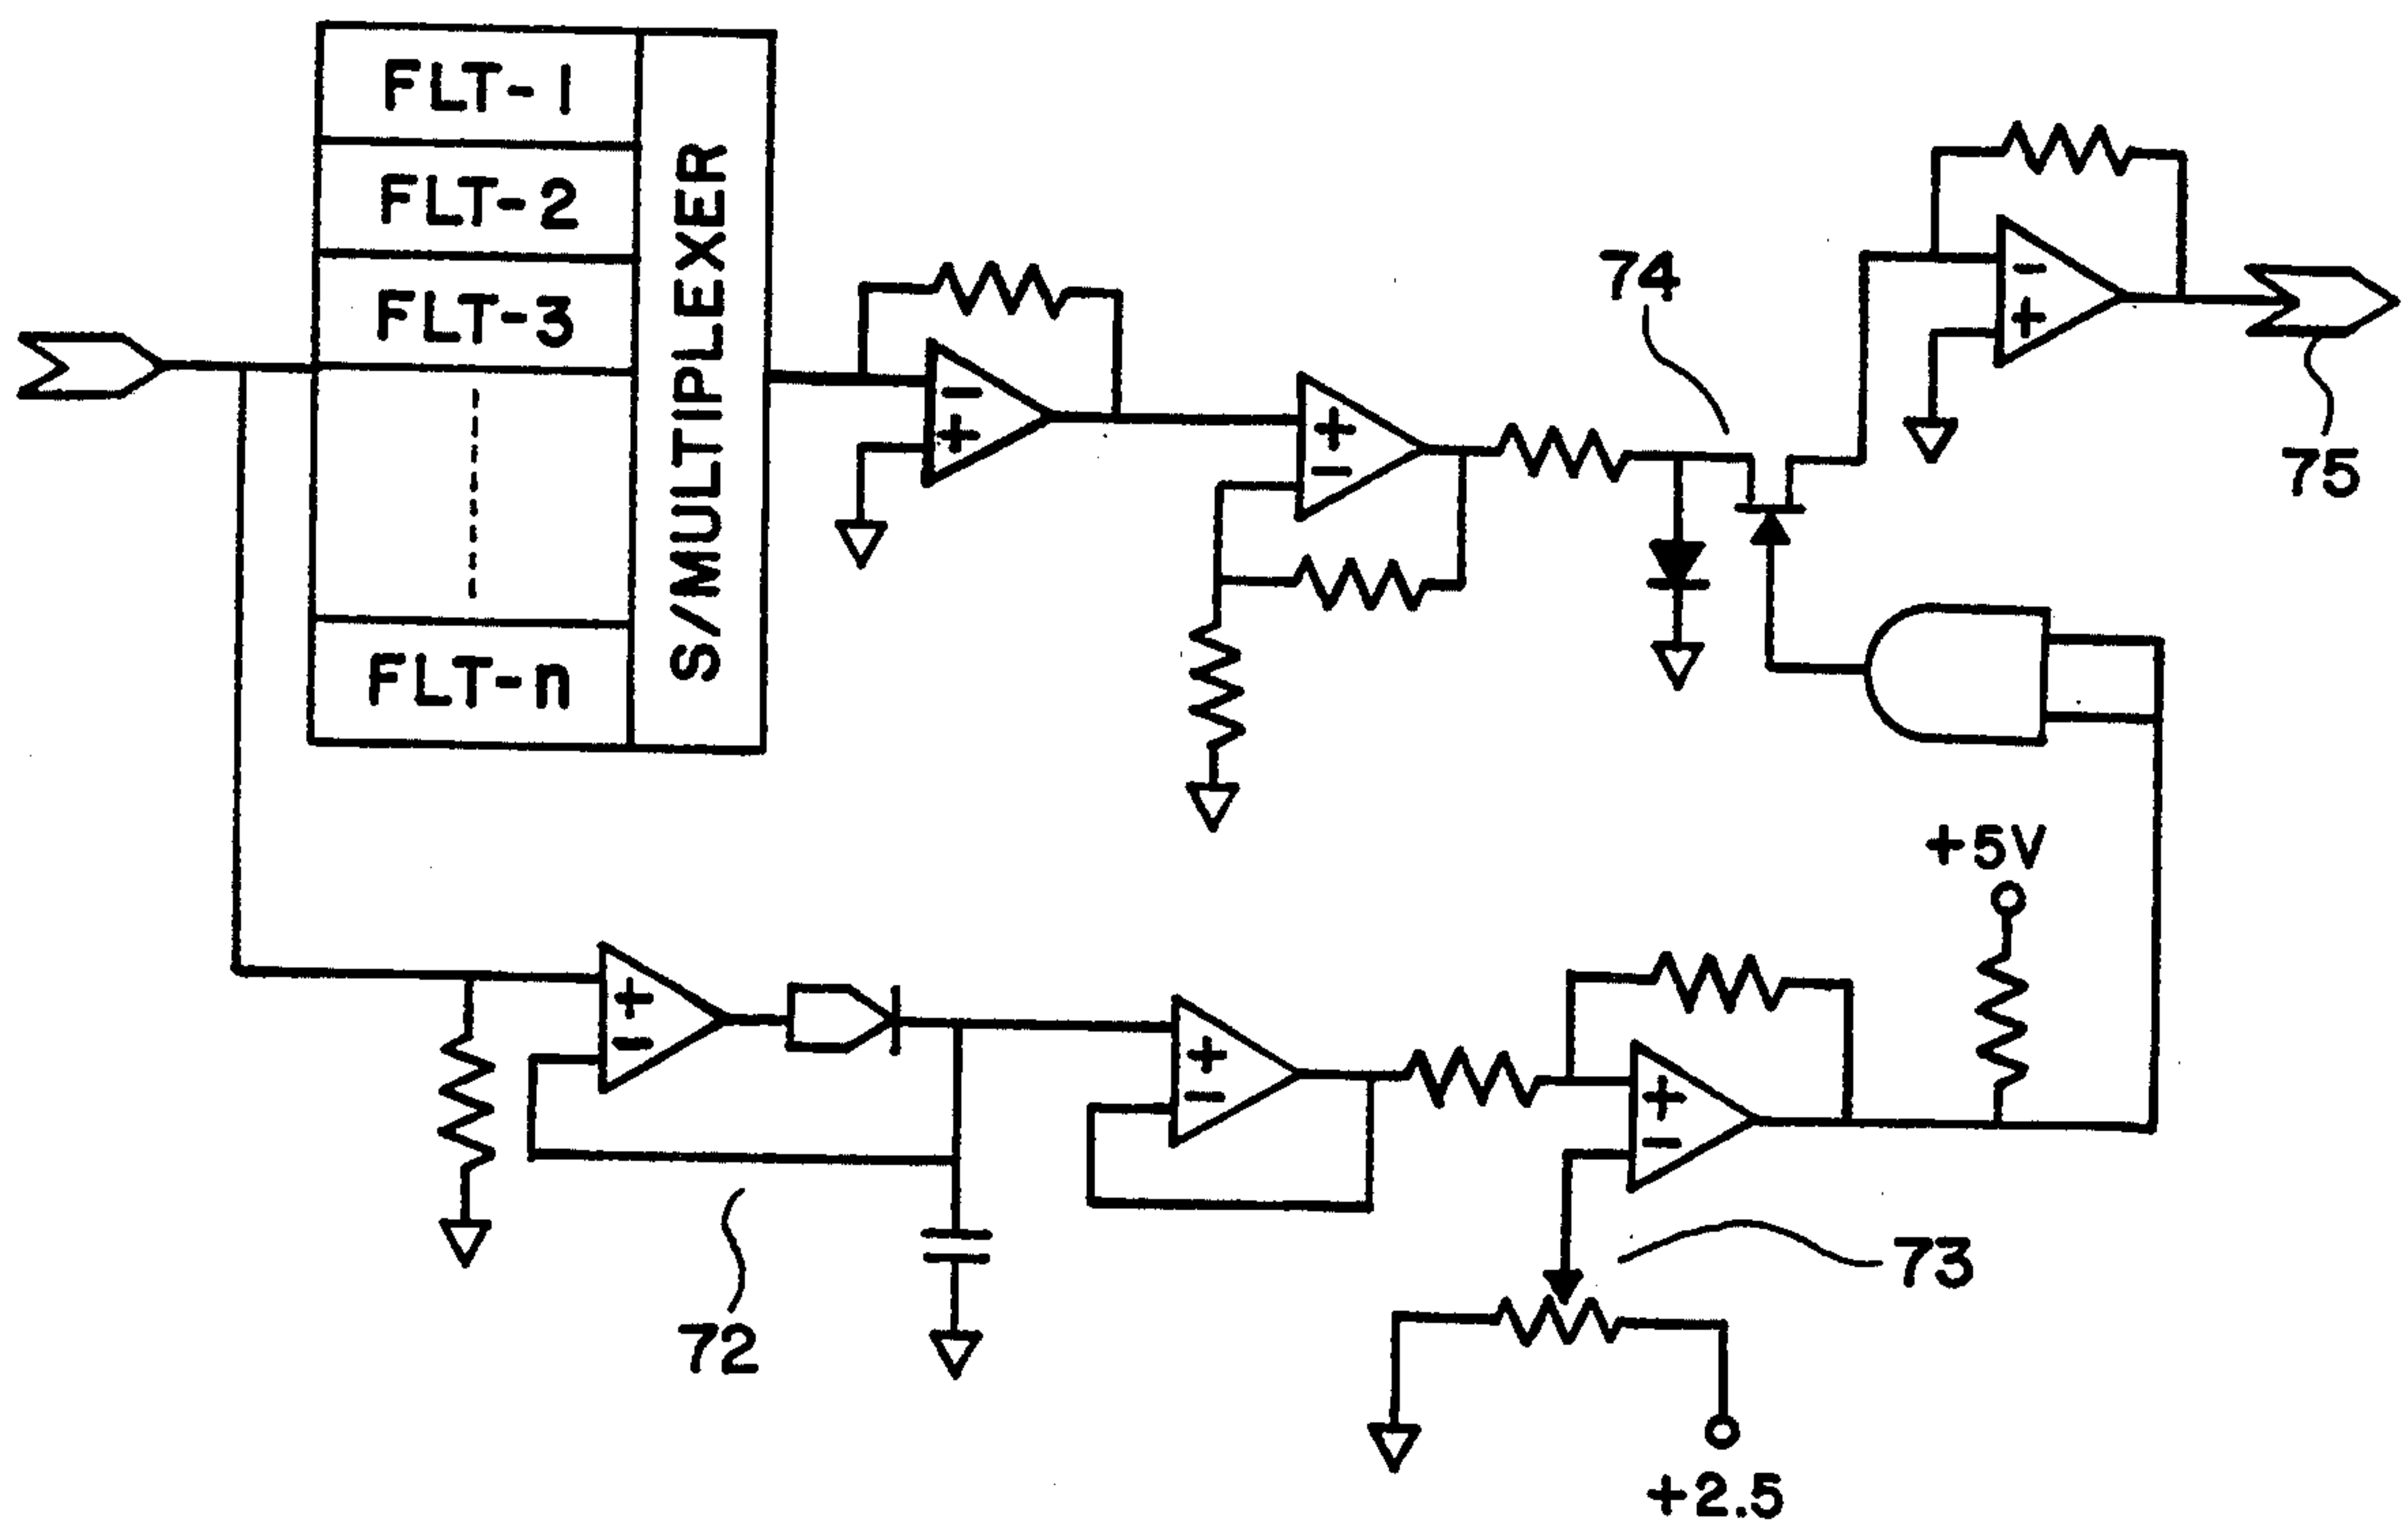 FLT-1
FLT-2
FLT-3
FLT-n
S/MULTIPLEXER
-
+
+
-
74
-
+
75
+5V
+
-
72
+
-
+
-
73
+2.5